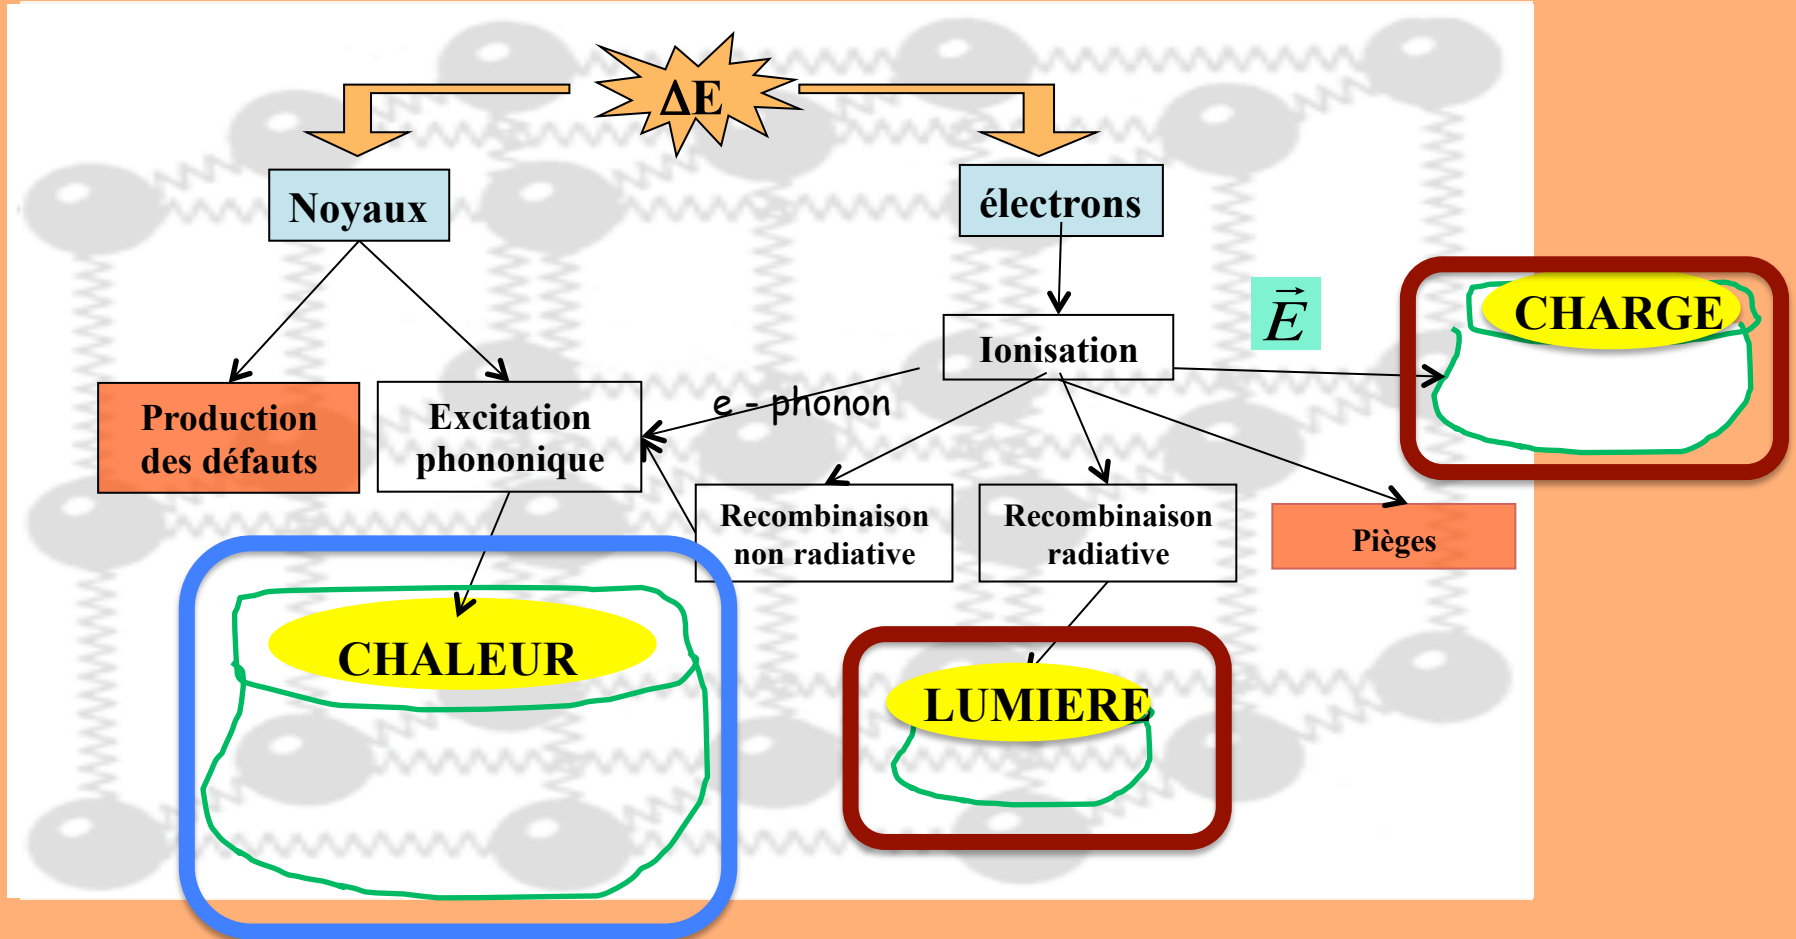 ΔE
Noyaux
électrons
E
CHARGE
Ionisation
e - phonon
Production
des défauts
Excitation
phononique
Recombinaison
non radiative
Recombinaison
radiative
Pièges
CHALEUR
LUMIERE